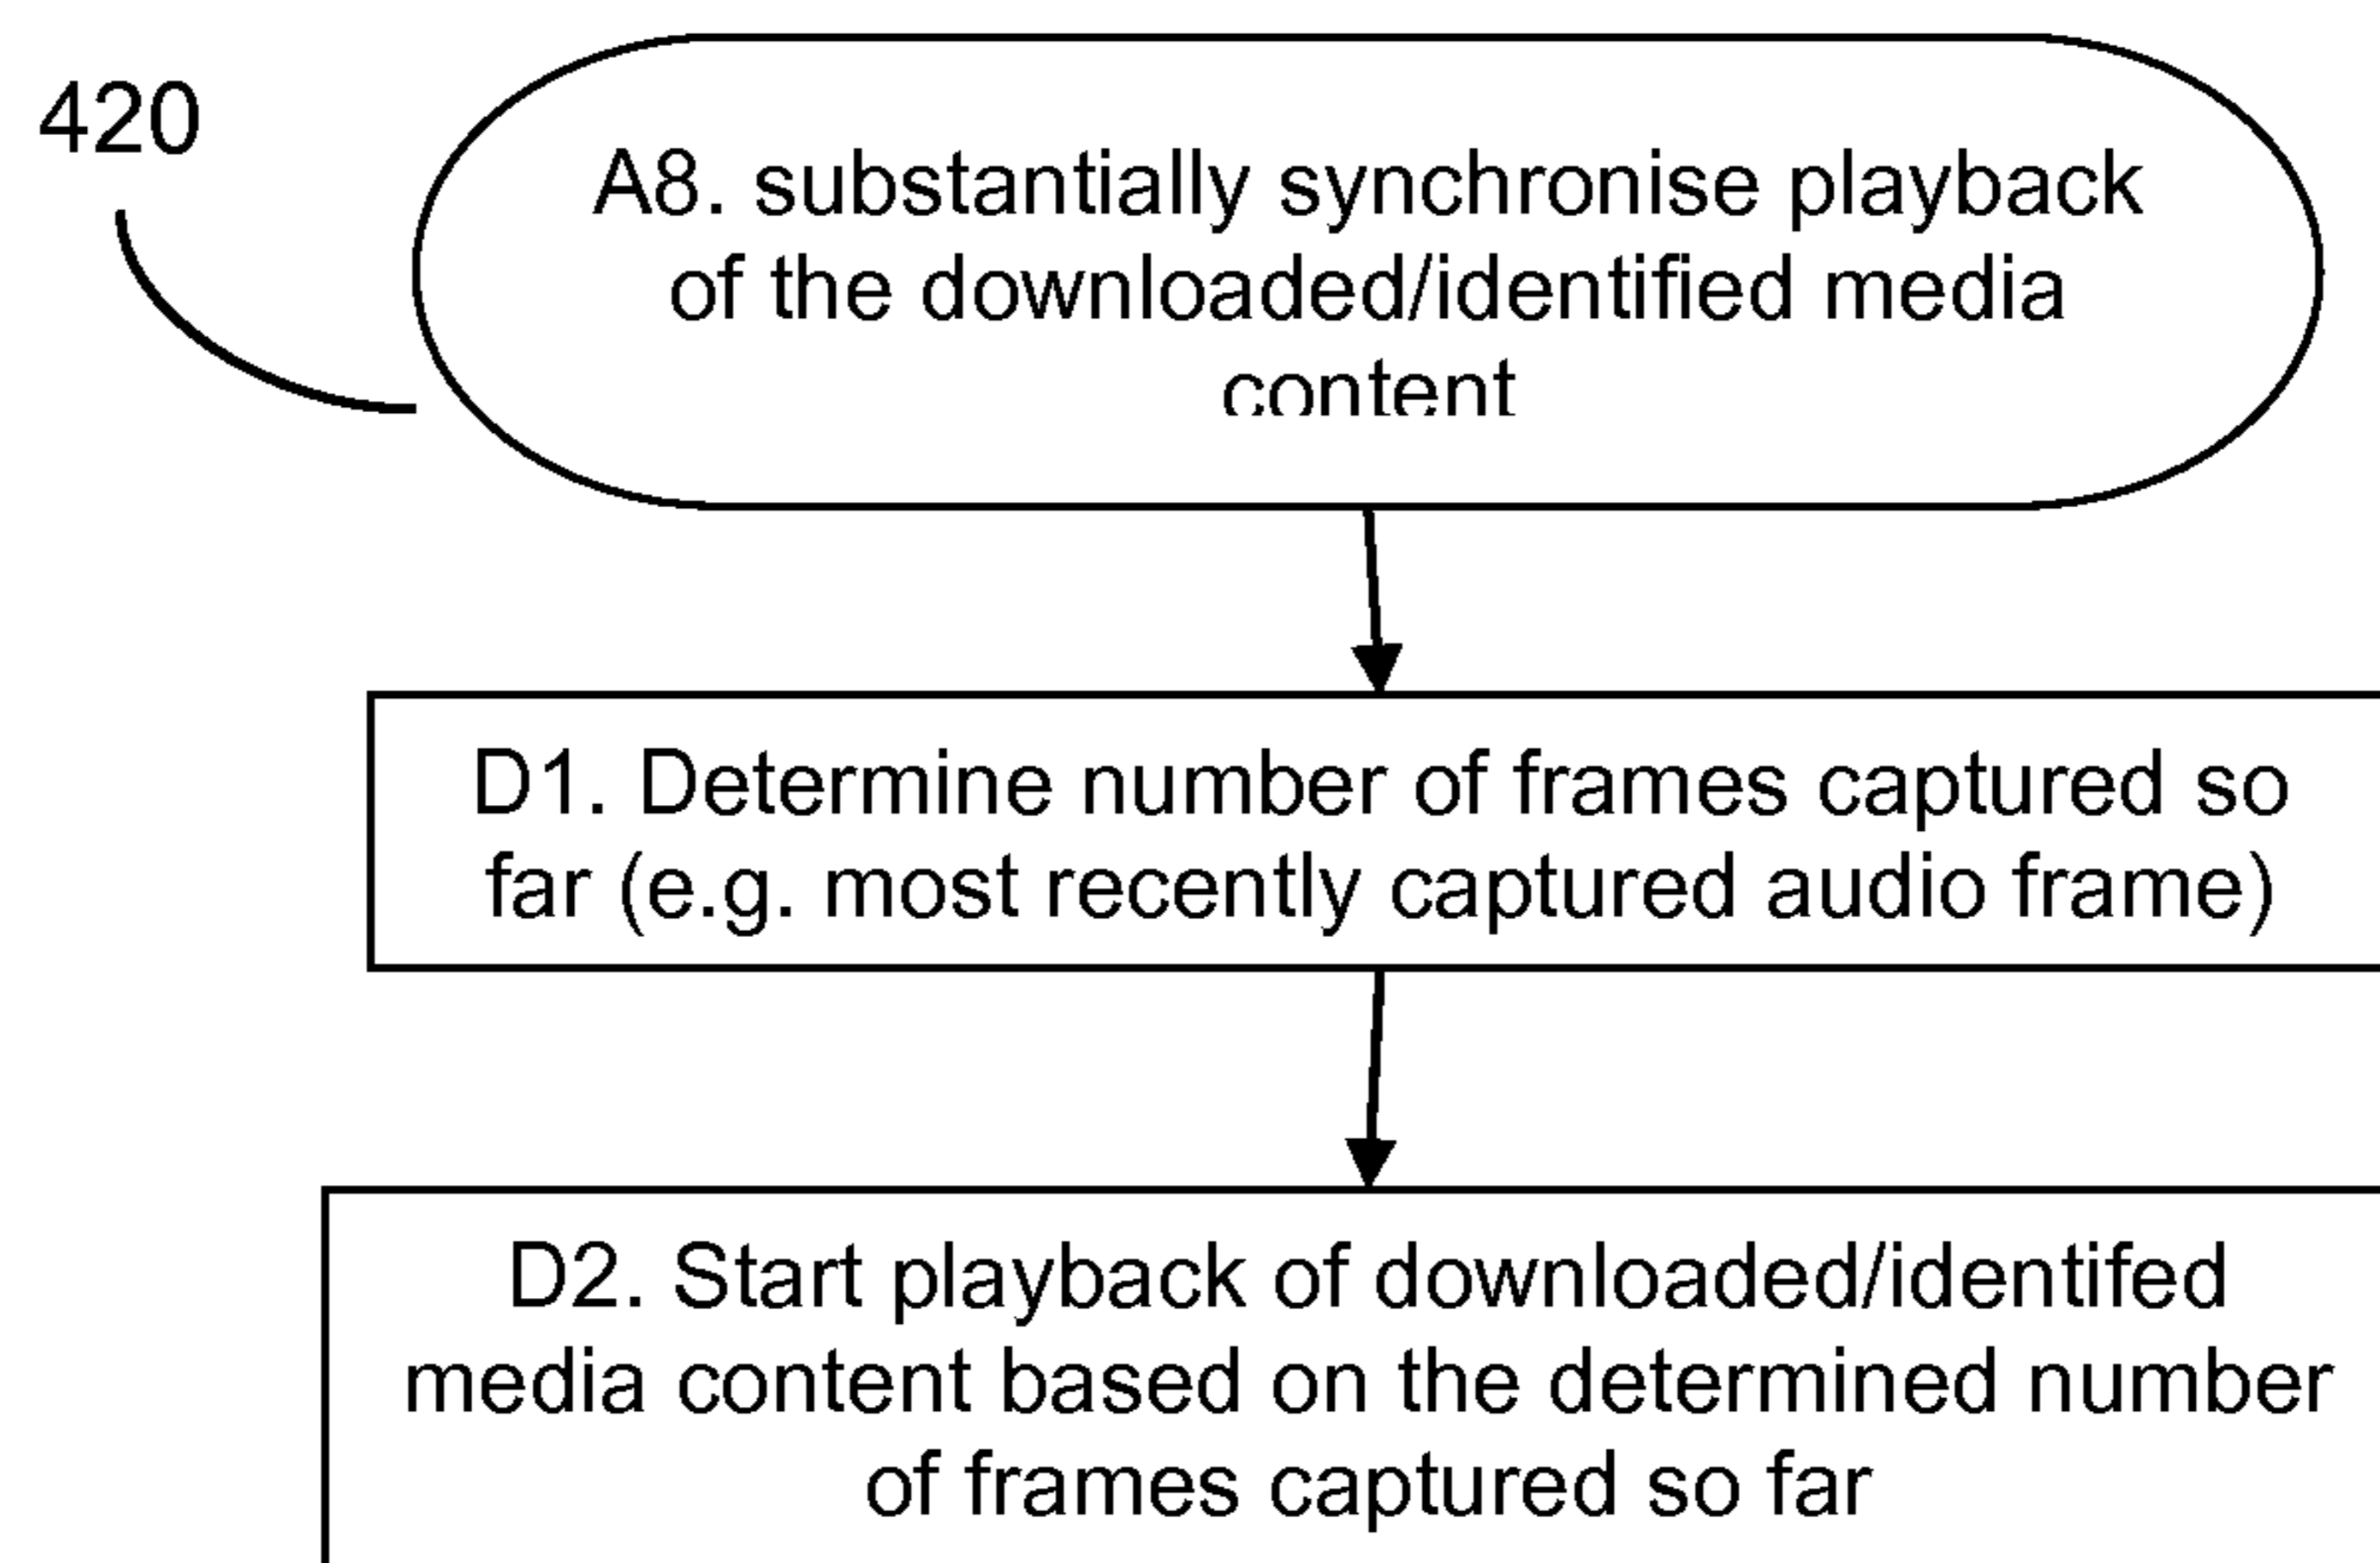 420
A8. substantially synchronise playback
of the downloaded/identified media
content
D1. Determine number of frames captured so
far (e.g. most recently captured audio frame)
D2. Start playback of downloaded/identifed
media content based on the determined number
of frames captured so far